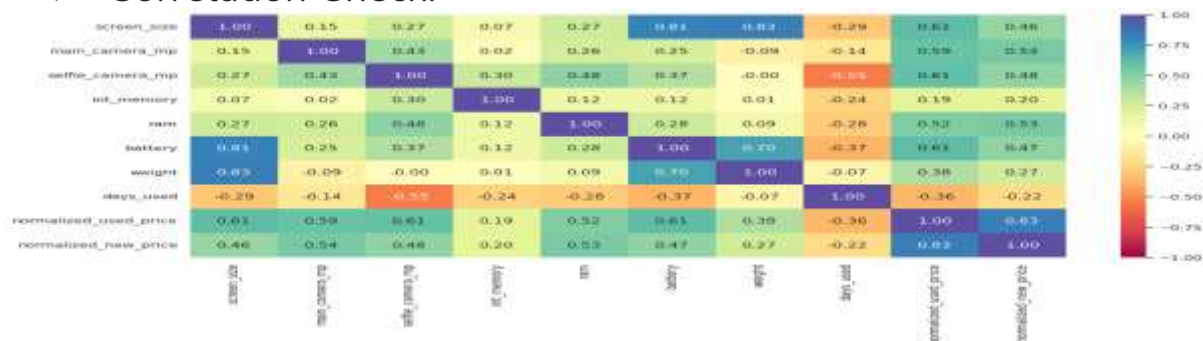 Correlation Check:
screen_size 1.00 0.15 0.27 0.07 0.27 0.81 0.83 -0.29 0.61 0.46
main_camera_mp 0.15 1.00 0.43 0.02 0.26 0.25 -0.09 -0.14 0.59 0.54
selfie_camera_mp 0.27 0.43 1.00 0.30 0.48 0.37 -0.00 -0.55 0.61 0.48
int_memory 0.07 0.02 0.30 1.00 0.12 0.12 0.01 -0.24 0.19 0.20
ram 0.27 0.26 0.48 0.12 1.00 0.28 0.09 -0.28 0.52 0.53
battery 0.81 0.25 0.37 0.12 0.28 1.00 0.70 -0.37 0.61 0.47
weight 0.83 -0.09 -0.00 0.01 0.09 0.70 1.00 -0.07 0.38 0.27
days_used -0.29 -0.14 -0.55 -0.24 -0.28 -0.37 -0.07 1.00 -0.36 -0.22
normalized_used_price 0.61 0.59 0.61 0.19 0.52 0.61 0.38 -0.36 1.00 0.83
normalized_new_price 0.46 0.54 0.48 0.20 0.53 0.47 0.27 -0.22 0.83 1.00
screen_size
main_camera_mp
selfie_camera_mp
int_memory
ram
battery
weight
days_used
normalized_used_price
normalized_new_price
1.00
0.75
0.50
0.25
0.00
-0.25
-0.50
-0.75
-1.00